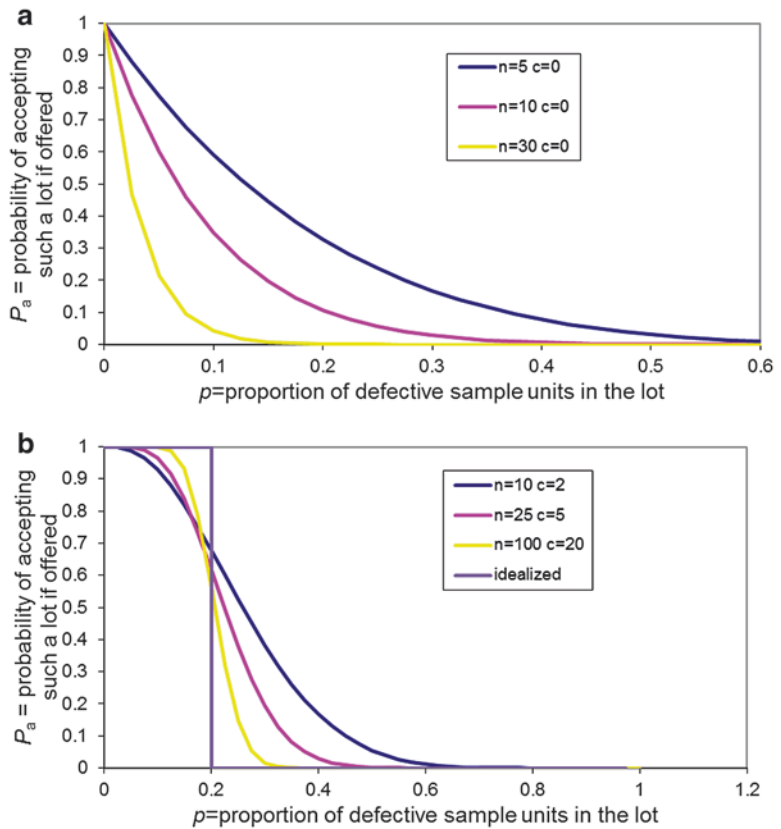 a
P_a = probability of accepting
such a lot if offered
1
0.9
0.8
0.7
0.6
0.5
0.4
0.3
0.2
0.1
0
n=5 c=0
n=10 c=0
n=30 c=0
0 0.1 0.2 0.3 0.4 0.5 0.6
p=proportion of defective sample units in the lot
b
P_a = probability of accepting
such a lot if offered
1
0.9
0.8
0.7
0.6
0.5
0.4
0.3
0.2
0.1
0
n=10 c=2
n=25 c=5
n=100 c=20
idealized
0 0.2 0.4 0.6 0.8 1 1.2
p=proportion of defective sample units in the lot